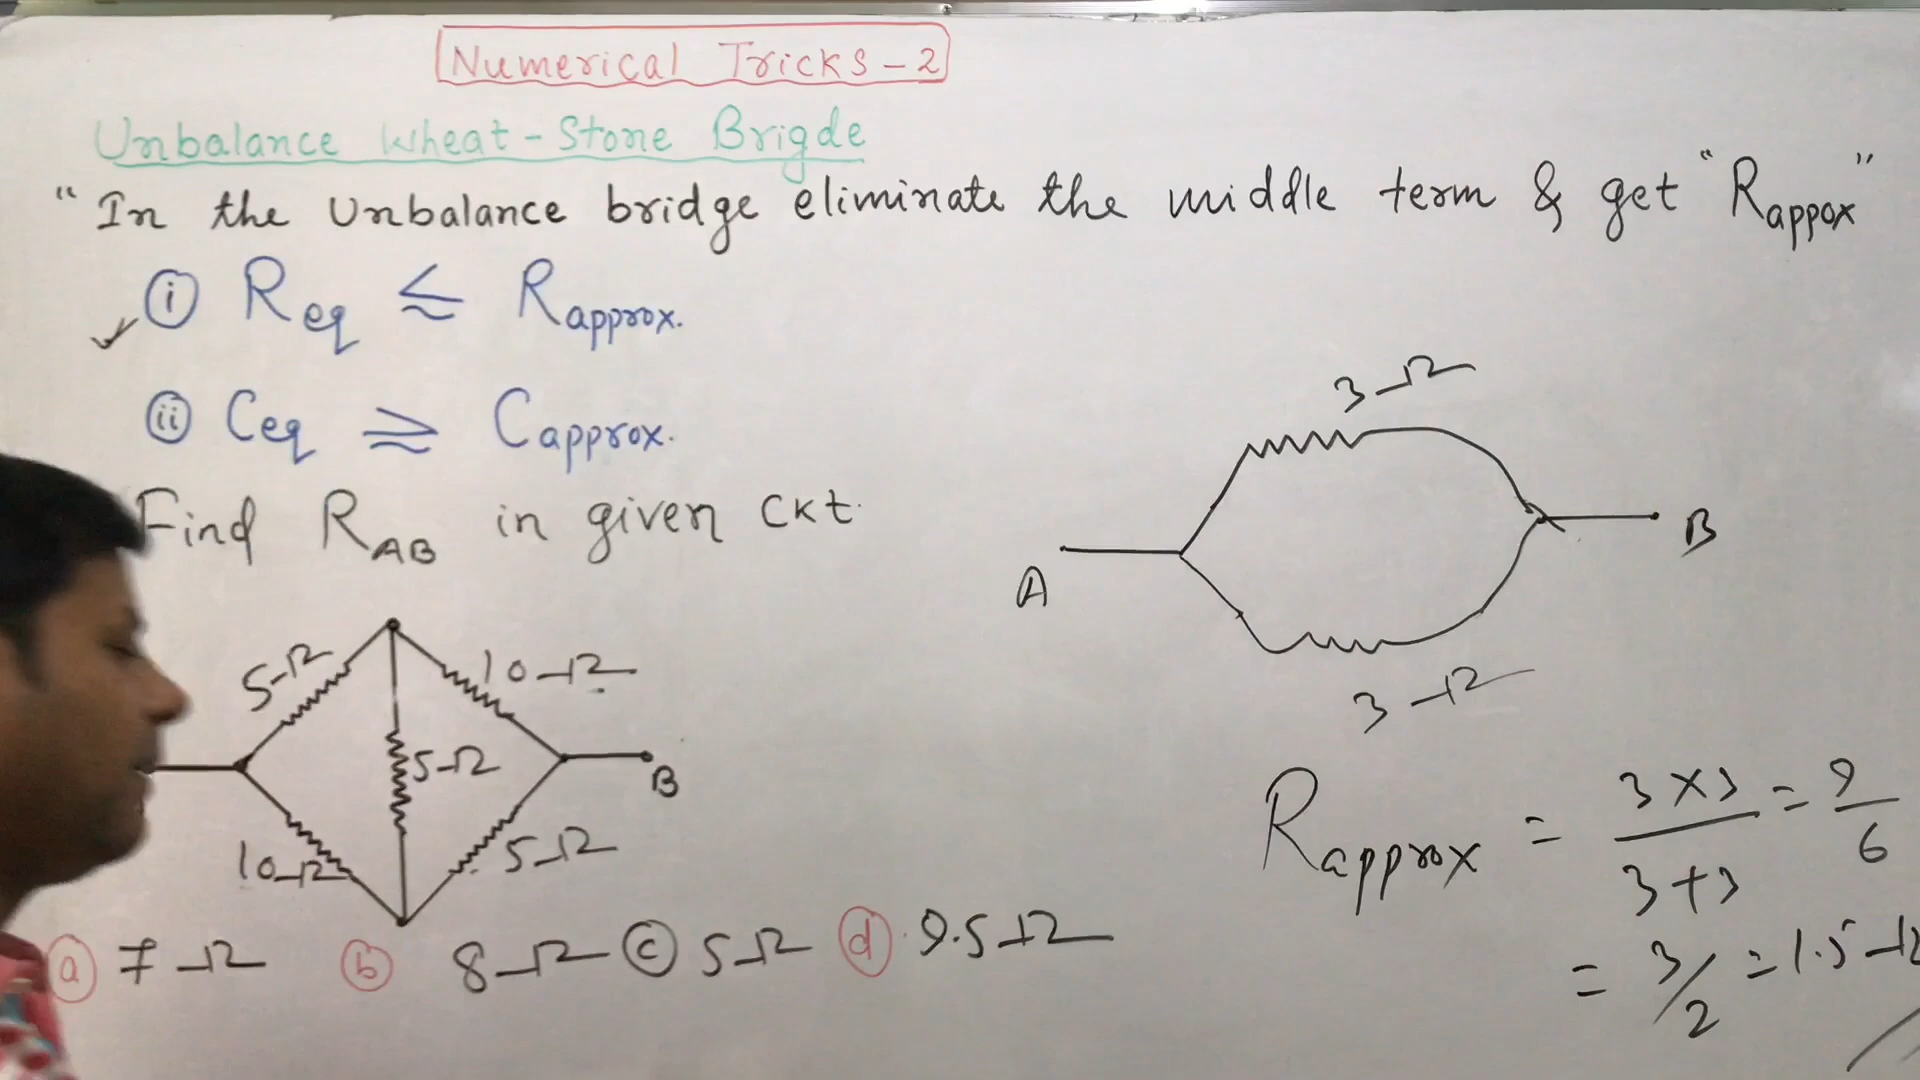 Numerical Tricks-2
Unbalance Wheat-Stone Brigde
"In the Unbalance bridge eliminate the middle term & get "Rappox"
(i) Req ≲ Rapprox.
(ii) Ceq ≳ Capprox.
Find RAB in given ckt.
5Ω
10Ω
5Ω
B
10Ω
5Ω
(a) 7Ω (b) 8Ω (c) 5Ω (d) 9.5Ω
3Ω
A
B
3Ω
Rapprox = 3×3/3+3 = 9/6
= 3/2 = 1.5Ω